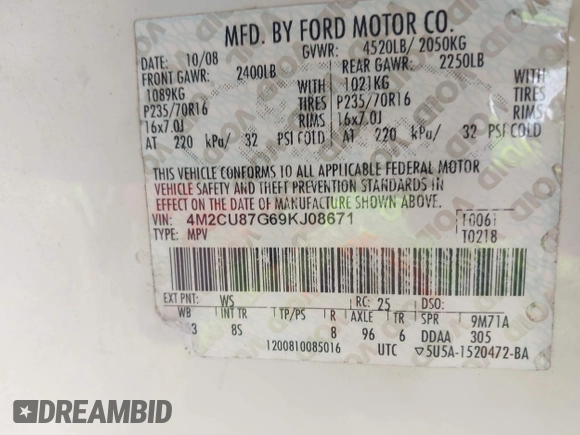 MFD. BY FORD MOTOR CO.
DATE: 10/08 GVWR: 4520LB/ 2050KG
FRONT GAWR: 2400LB REAR GAWR: 2250LB
1089KG WITH 1021KG WITH
P235/70R16 TIRES P235/70R16 TIRES
16x7.0J RIMS 16x7.0J RIMS
AT 220 kPa/ 32 PSI COLD AT 220 kPa/ 32 PSI COLD
THIS VEHICLE CONFORMS TO ALL APPLICABLE FEDERAL MOTOR
VEHICLE SAFETY AND THEFT PREVENTION STANDARDS IN
EFFECT ON THE DATE OF MANUFACTURE SHOWN ABOVE.
VIN: 4M2CU87G69KJ08671 T0061
TYPE: MPV T0218
EXT PNT: WS RC: 25 DSO:
WB INT TR TP/PS R AXLE TR SPR 9M71A
3 8S 8 96 6 DDAA 305
1200810085016 UTC ▽5U5A-1520472-BA
VOID VOID VOID
DREAMBID